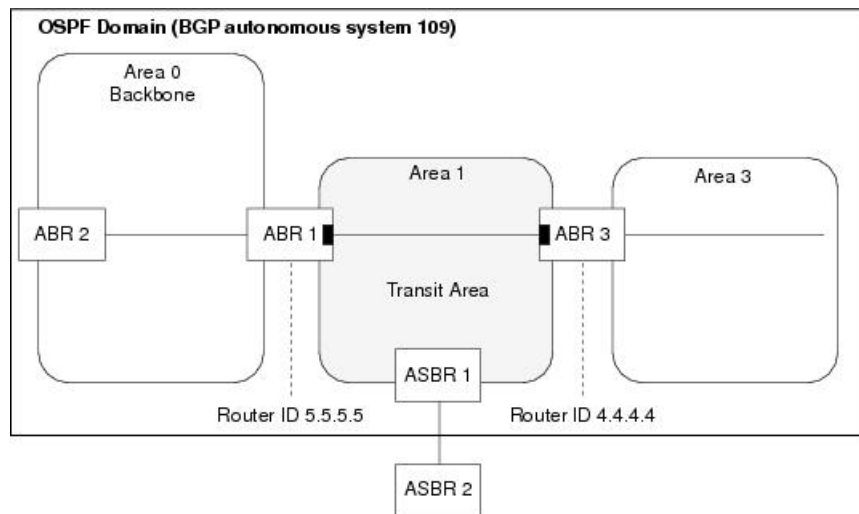 OSPF Domain (BGP autonomous system 109)
Area 0
Backbone
Area 1
Area 3
ABR 2
ABR 1
ABR 3
Transit Area
ASBR 1
Router ID 5.5.5.5
Router ID 4.4.4.4
ASBR 2